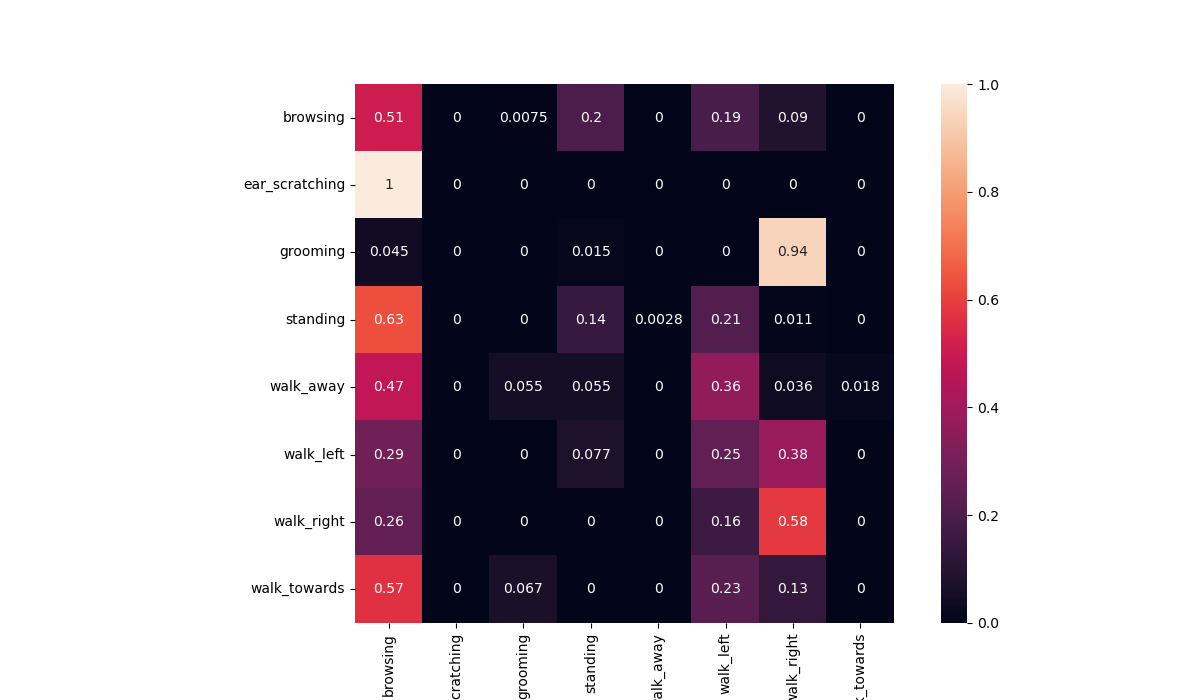 browsing 0.51 0 0.0075 0.2 0 0.19 0.09 0 1.0
ear_scratching 1 0 0 0 0 0 0 0 0.8
grooming 0.045 0 0 0.015 0 0 0.94 0
standing 0.63 0 0 0.14 0.0028 0.21 0.011 0 0.6
walk_away 0.47 0 0.055 0.055 0 0.36 0.036 0.018 0.4
walk_left 0.29 0 0 0.077 0 0.25 0.38 0
walk_right 0.26 0 0 0 0 0.16 0.58 0 0.2
walk_towards 0.57 0 0.067 0 0 0.23 0.13 0 0.0
browsing
cratching
grooming
standing
alk_away
walk_left
walk_right
k_towards